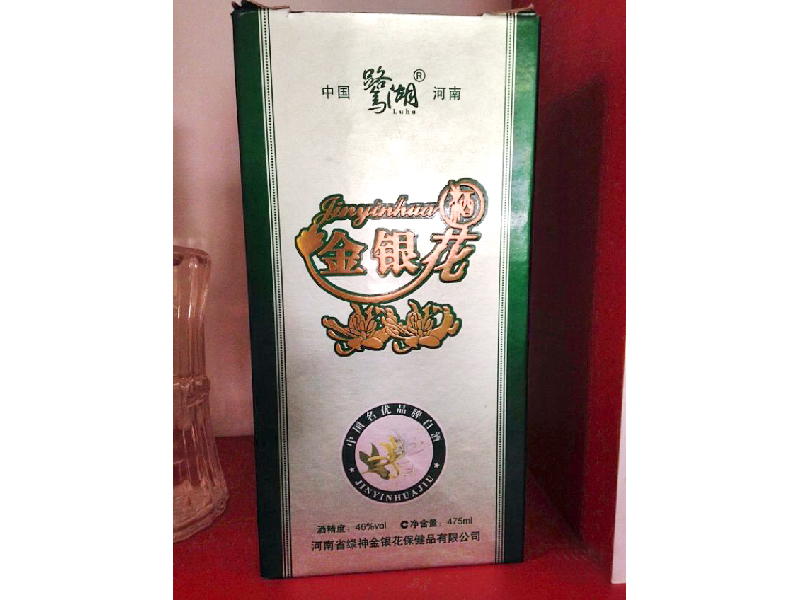 中国 鹭湖® 河南
Luhu
Jinyinhua 酒
金银花
中国名优品牌白酒
★ JINYINHUAJIU ★
酒精度：46%vol C净含量：475ml
河南省绿神金银花保健品有限公司